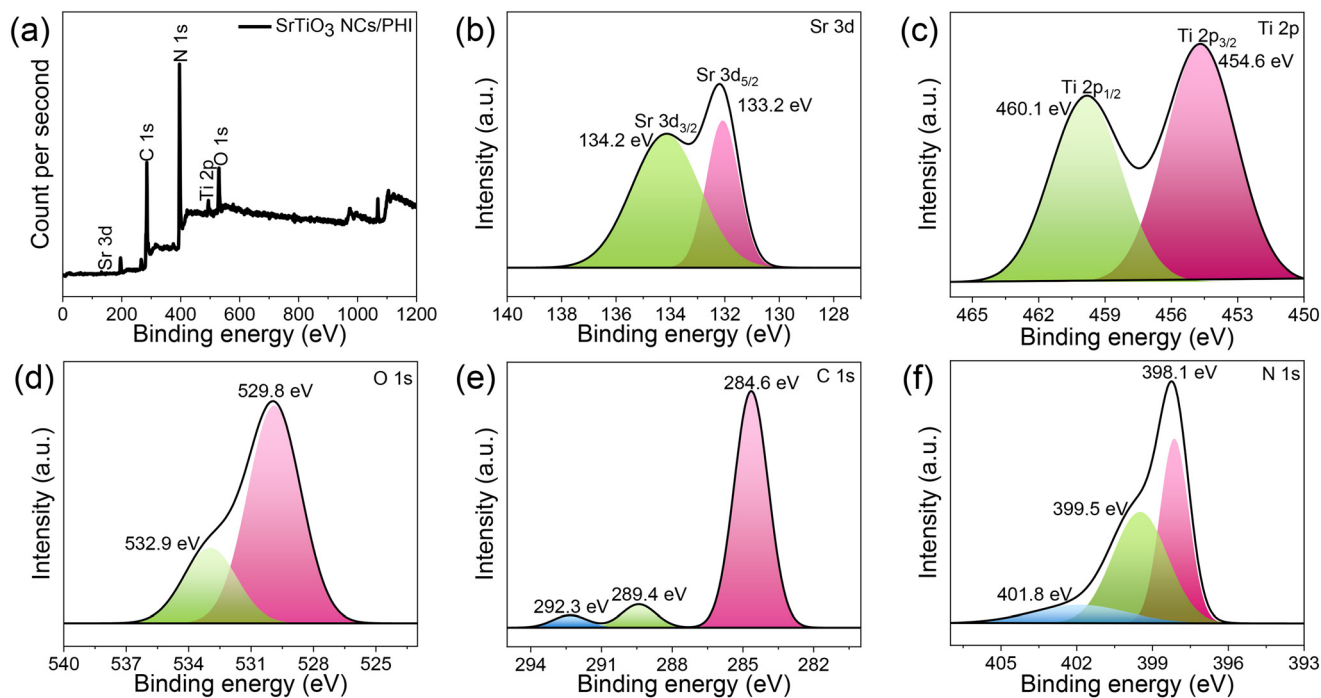 (a)
SrTiO3 NCs/PHI
N 1s
C 1s
O 1s
Ti 2p
Sr 3d
Count per second
0 200 400 600 800 1000 1200
Binding energy (eV)
(b)
Sr 3d
Sr 3d5/2
133.2 eV
Sr 3d3/2
134.2 eV
Intensity (a.u.)
140 138 136 134 132 130 128
Binding energy (eV)
(c)
Ti 2p
Ti 2p3/2
454.6 eV
Ti 2p1/2
460.1 eV
Intensity (a.u.)
465 462 459 456 453 450
Binding energy (eV)
(d)
O 1s
529.8 eV
532.9 eV
Intensity (a.u.)
540 537 534 531 528 525
Binding energy (eV)
(e)
C 1s
284.6 eV
289.4 eV
292.3 eV
Intensity (a.u.)
294 291 288 285 282
Binding energy (eV)
(f)
N 1s
398.1 eV
399.5 eV
401.8 eV
Intensity (a.u.)
405 402 399 396 393
Binding energy (eV)